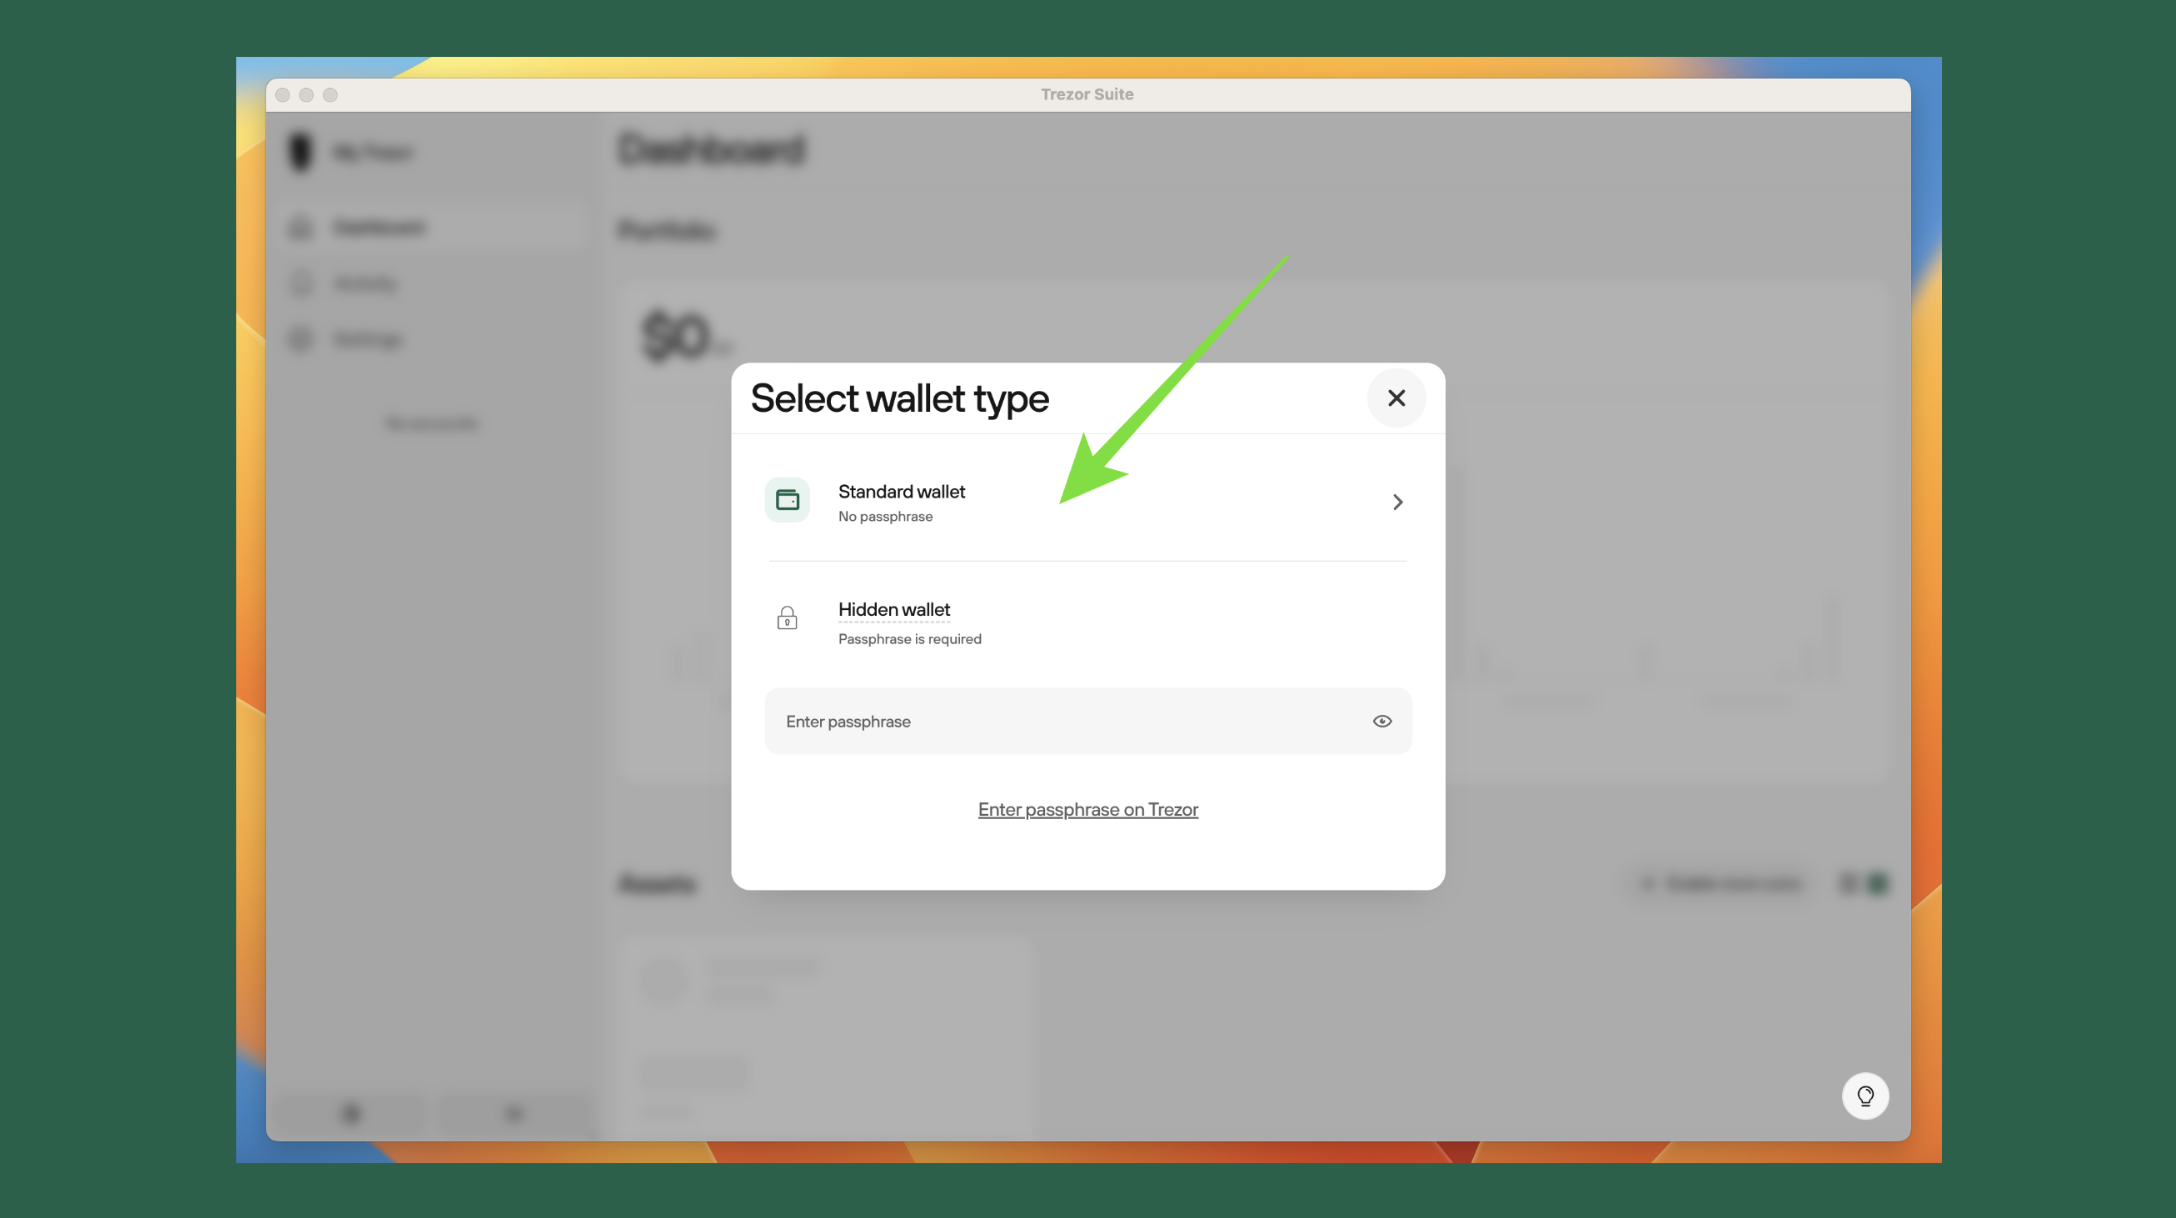 Trezor Suite
My Trezor
Dashboard
Dashboard
Portfolio
Activity
Settings
$0
No accounts
Select wallet type
Standard wallet
No passphrase
Hidden wallet
Passphrase is required
Enter passphrase
Enter passphrase on Trezor
Assets